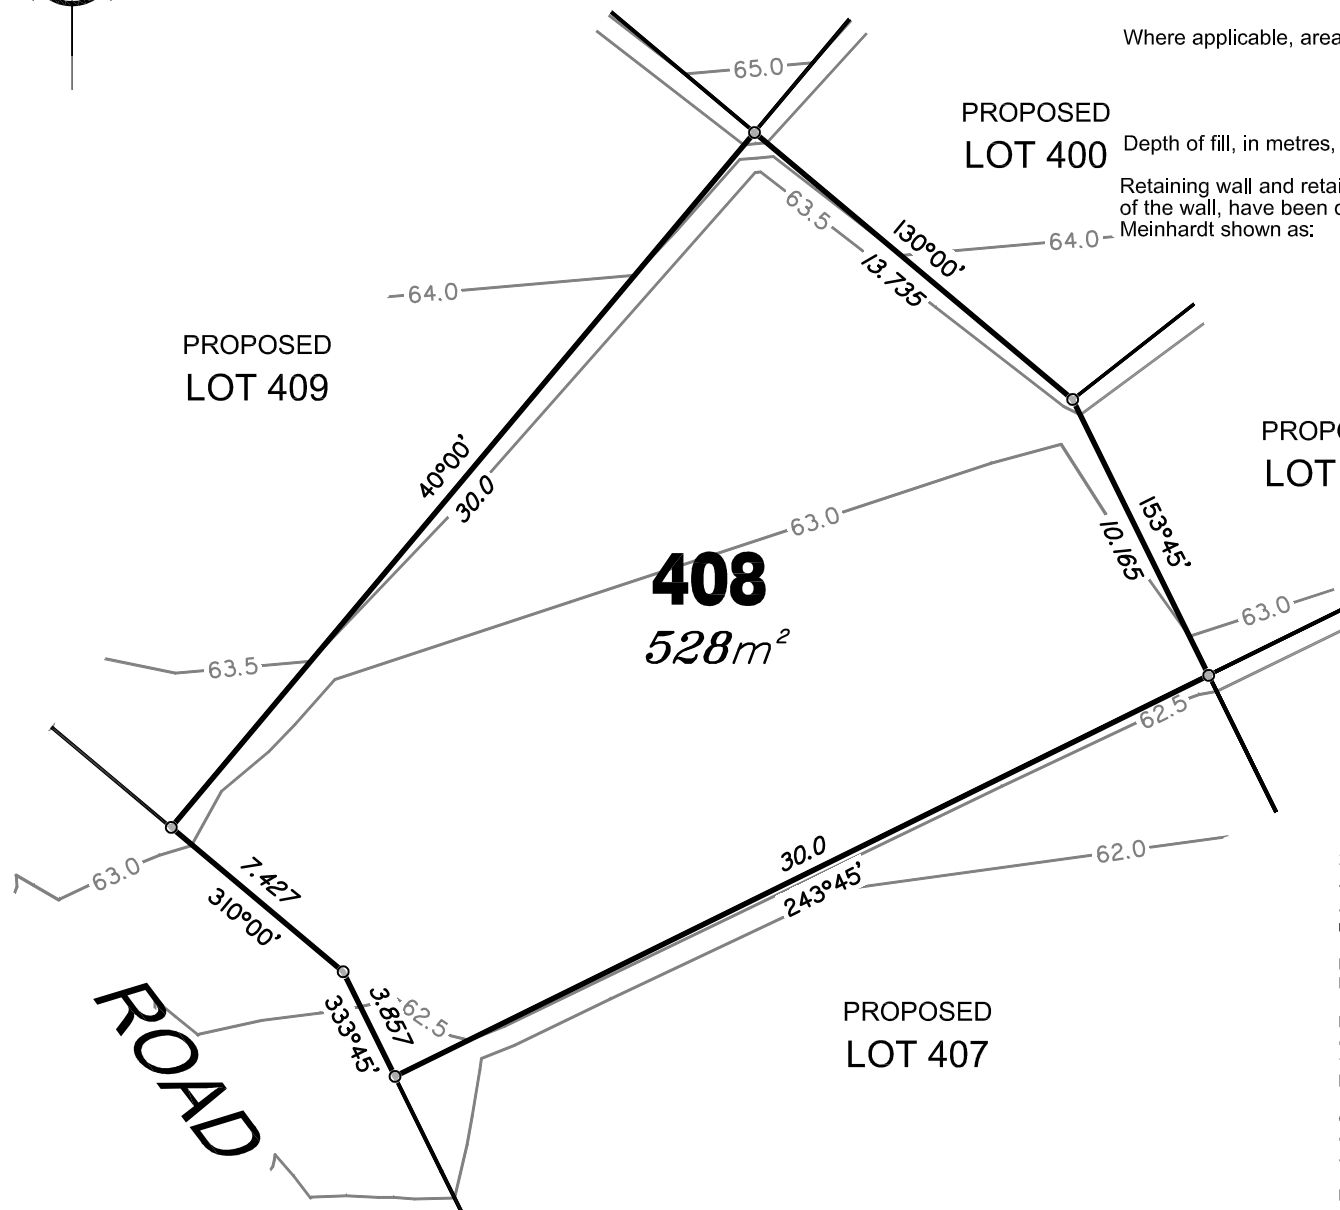 Where applicable, area
65.0
PROPOSED
LOT 400
Depth of fill, in metres,
Retaining wall and retai
of the wall, have been
Meinhardt shown as:
63.5
130°00'
13.735
64.0
64.0
PROPOSED
LOT 409
PROPO
LOT
40°00'
30.0
63.0
153°45'
10.165
408
528m²
63.0
63.5
62.5
30.0
243°45'
62.0
63.0
7.427
310°00'
62.5
3.857
333°45'
ROAD
PROPOSED
LOT 407